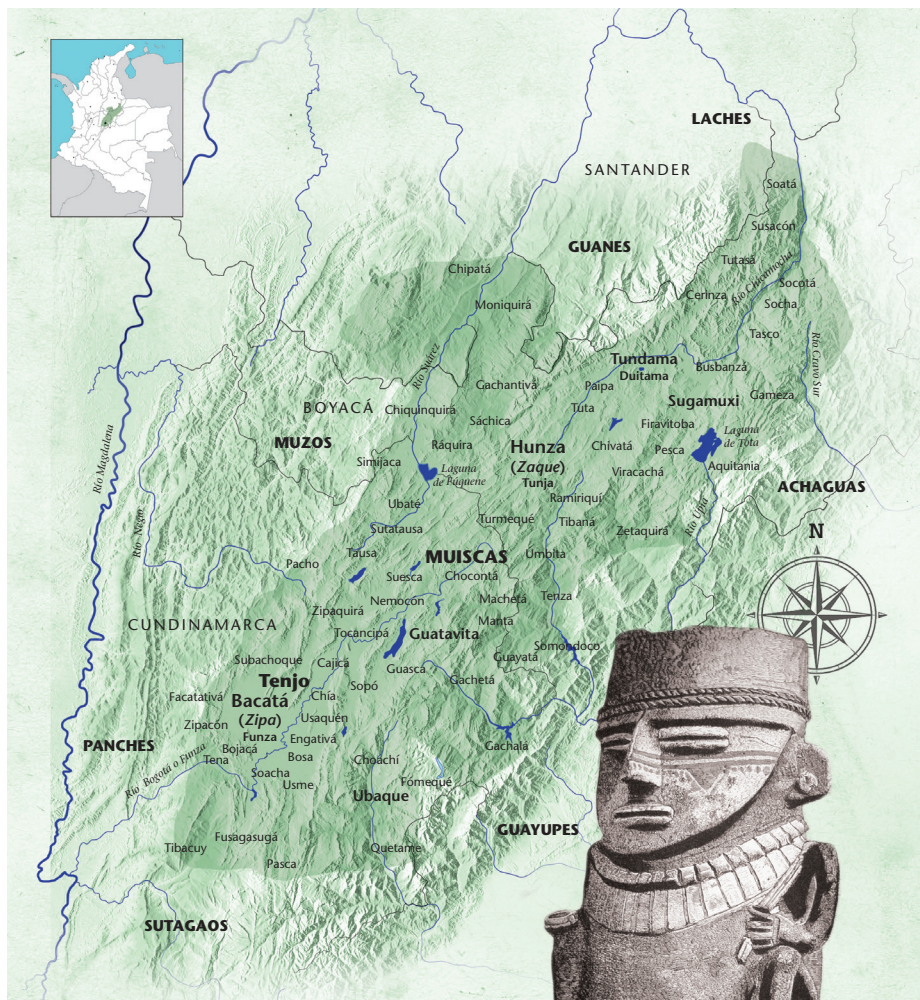 LACHES
SANTANDER
Soatá
Susacón
GUANES
Tutasá
Río Chicamocha
Chipatá
Socotá
Cerinza
Socha
Moniquirá
Tasco
Río Suárez
Río Cravo Sur
Tundama
Duitama
Busbanzá
Gachantivá
Paipa
Gameza
Sugamuxi
BOYACÁ
Chiquinquirá
Tuta
Sáchica
Firavitoba
Laguna
de Tota
MUZOS
Ráquira
Hunza
(Zaque)
Tunja
Chivatá
Pesca
Simijaca
Laguna
de Fúquene
Viracachá
Aquitania
Río Magdalena
ACHAGUAS
Ramiriquí
Ubaté
Río Upía
Turmequé
Tibaná
Sutatausa
Zetaquirá
N
Río Negro
Tausa
MUISCAS
Umbita
Pacho
Suesca
Chocontá
Nemocón
Machetá
Tenza
Zipaquirá
CUNDINAMARCA
Manta
Tocancipá
Guatavita
Somondoco
Subachoque
Cajicá
Guasca
Guayatá
Tenjo
Sopó
Gachetá
Facatativá
Bacatá
(Zipa)
Funza
Chía
Zipacón
Usaquén
PANCHES
Engativá
Gachalá
Bojacá
Tena
Bosa
Choachí
Río Bogotá o Funza
Soacha
Usme
Fómeque
Ubaque
GUAYUPES
Fusagasugá
Tibacuy
Quetame
Pasca
SUTAGAOS